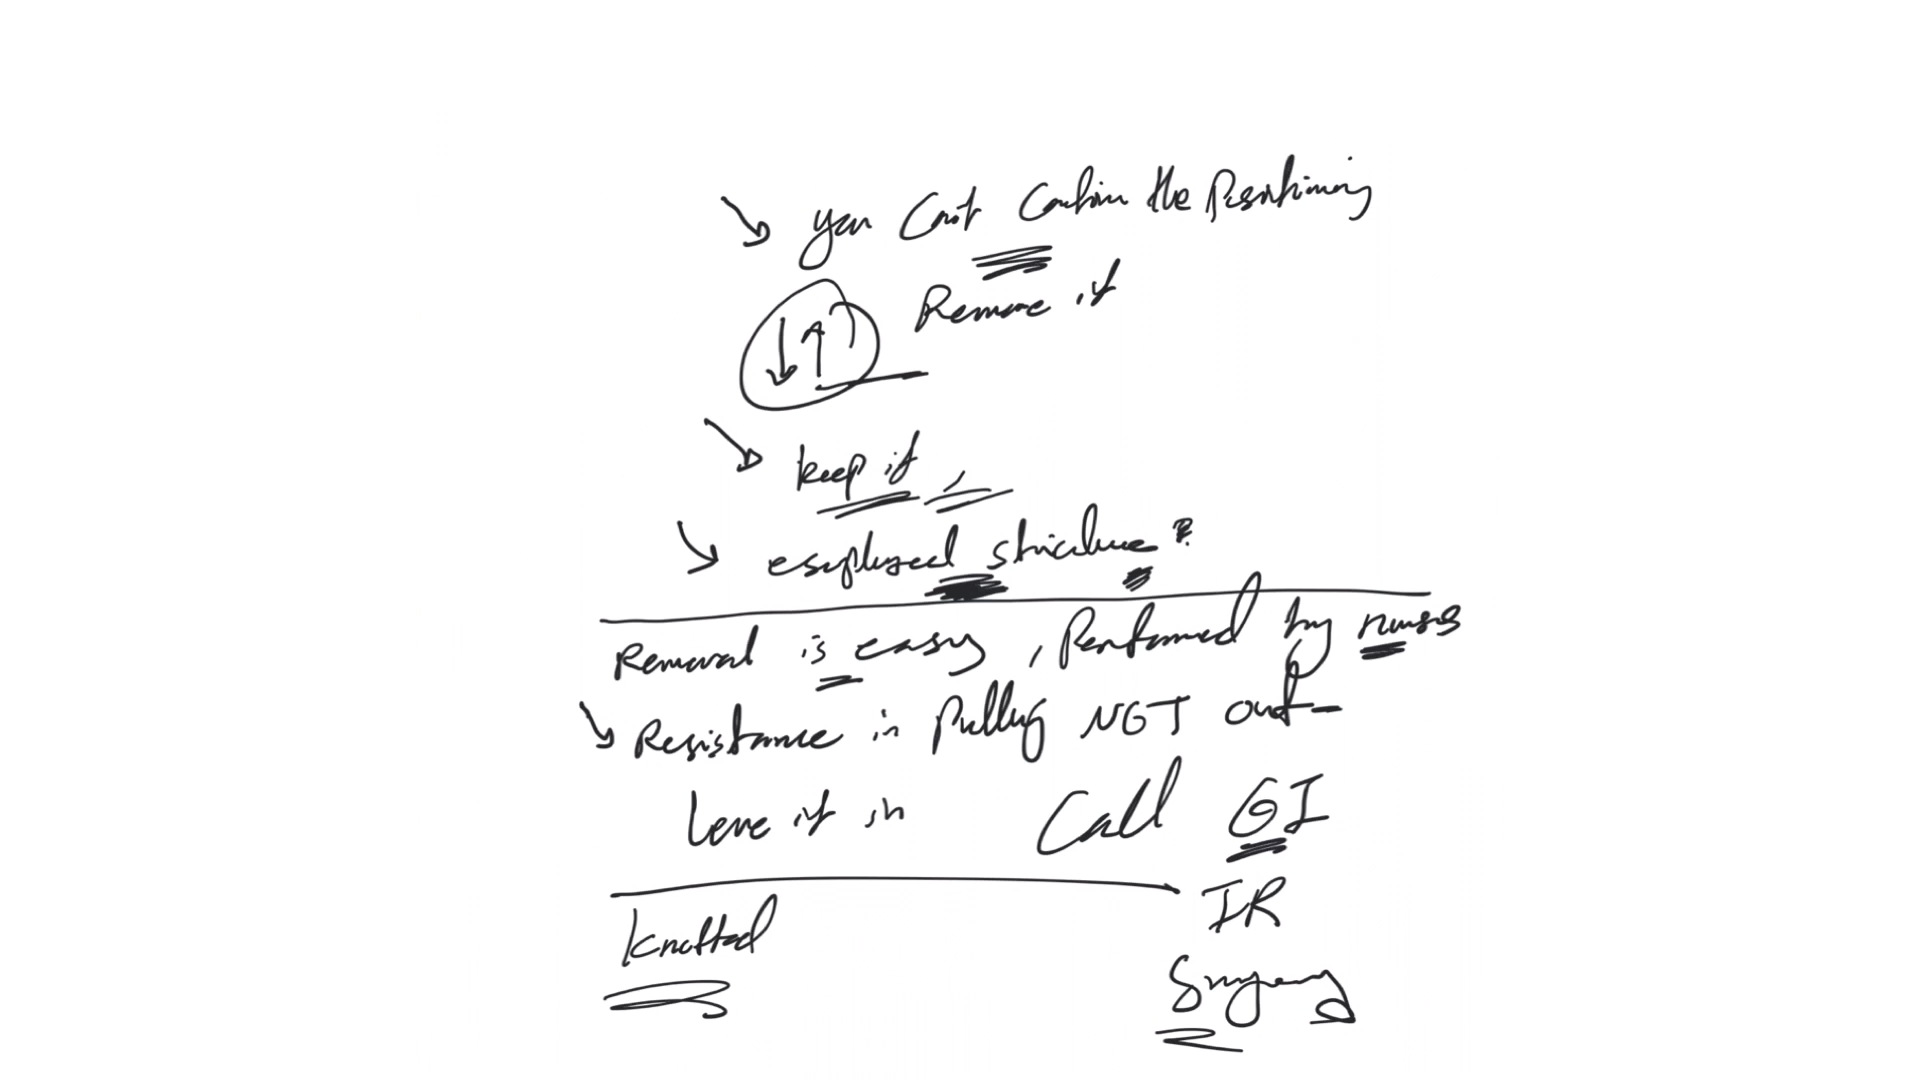 you Can't Confirm the Positioning
Remove it
keep it,
esophageal stricture?
Removal is easy, Performed by nurses
Resistance in Pulling NGT out
Leave it in Call GI
IR
Knotted
Surgery